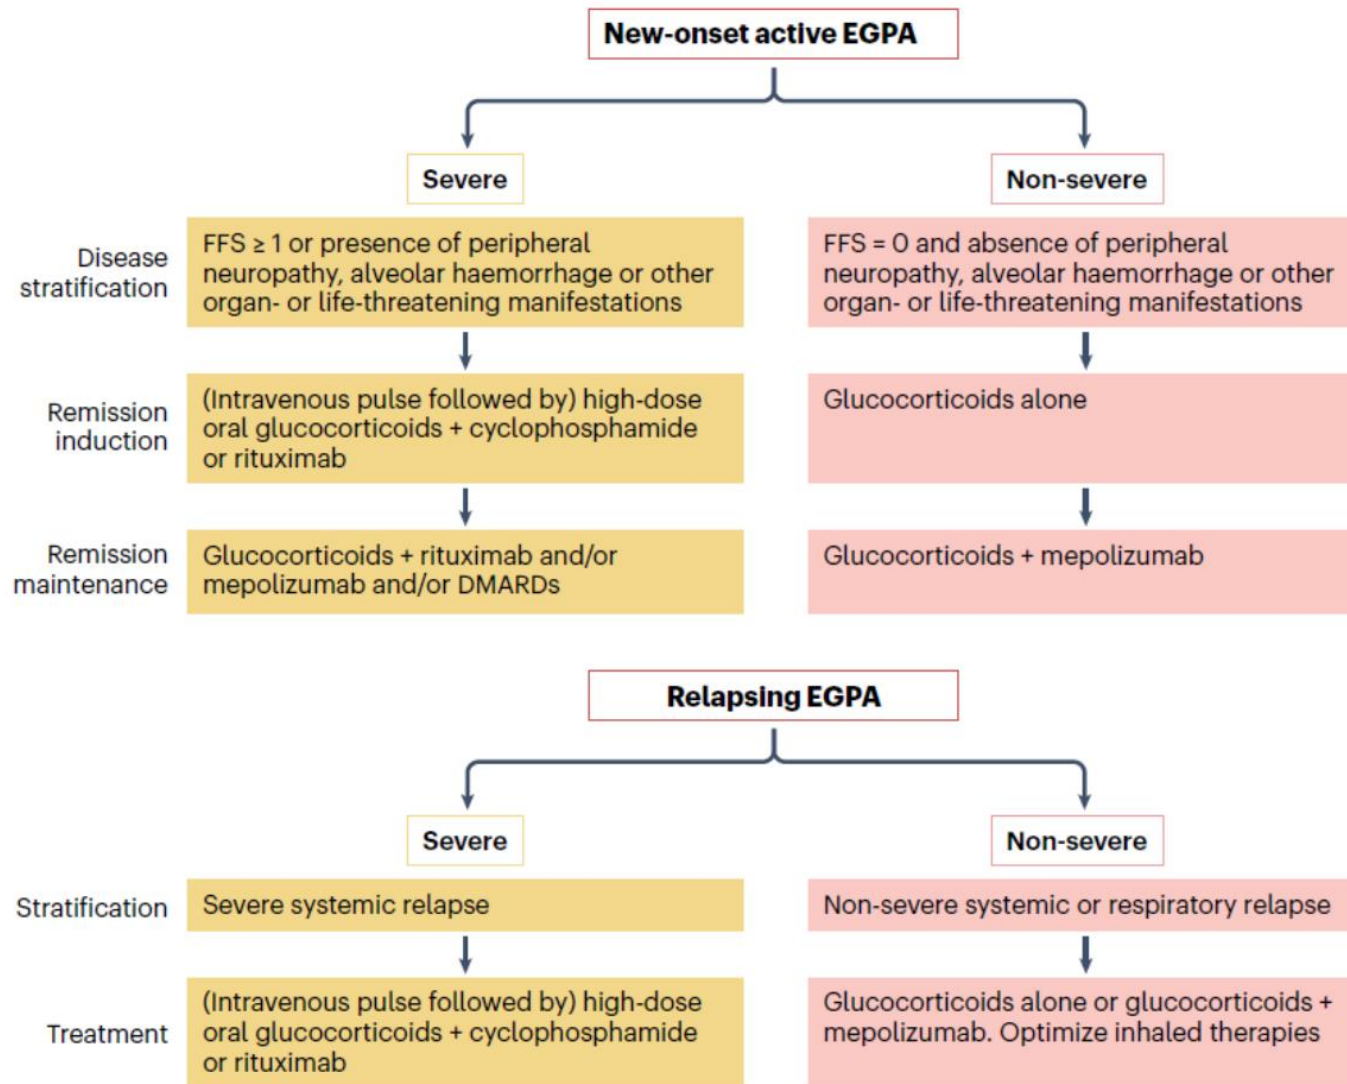 New-onset active EGPA
Severe
Non-severe
Disease
stratification
FFS ≥ 1 or presence of peripheral
neuropathy, alveolar haemorrhage or other
organ- or life-threatening manifestations
FFS = 0 and absence of peripheral
neuropathy, alveolar haemorrhage or other
organ- or life-threatening manifestations
Remission
induction
(Intravenous pulse followed by) high-dose
oral glucocorticoids + cyclophosphamide
or rituximab
Glucocorticoids alone
Remission
maintenance
Glucocorticoids + rituximab and/or
mepolizumab and/or DMARDs
Glucocorticoids + mepolizumab
Relapsing EGPA
Severe
Non-severe
Stratification
Severe systemic relapse
Non-severe systemic or respiratory relapse
Treatment
(Intravenous pulse followed by) high-dose
oral glucocorticoids + cyclophosphamide
or rituximab
Glucocorticoids alone or glucocorticoids +
mepolizumab. Optimize inhaled therapies